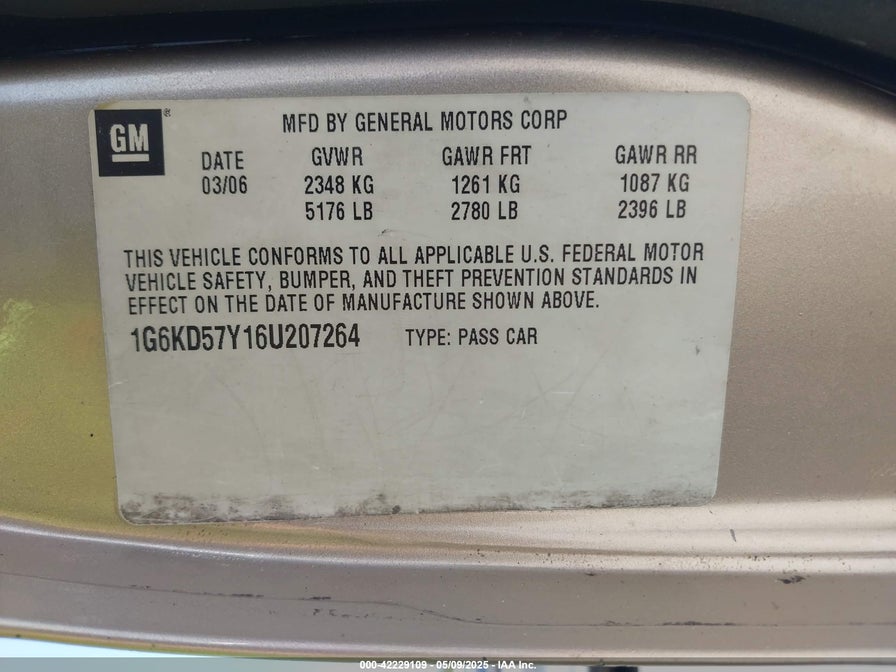 GM ®
MFD BY GENERAL MOTORS CORP
DATE GVWR GAWR FRT GAWR RR
03/06 2348 KG 1261 KG 1087 KG
5176 LB 2780 LB 2396 LB
THIS VEHICLE CONFORMS TO ALL APPLICABLE U.S. FEDERAL MOTOR
VEHICLE SAFETY, BUMPER, AND THEFT PREVENTION STANDARDS IN
EFFECT ON THE DATE OF MANUFACTURE SHOWN ABOVE.
1G6KD57Y16U207264 TYPE: PASS CAR
000-42229109 - 05/09/2025 - IAA Inc.